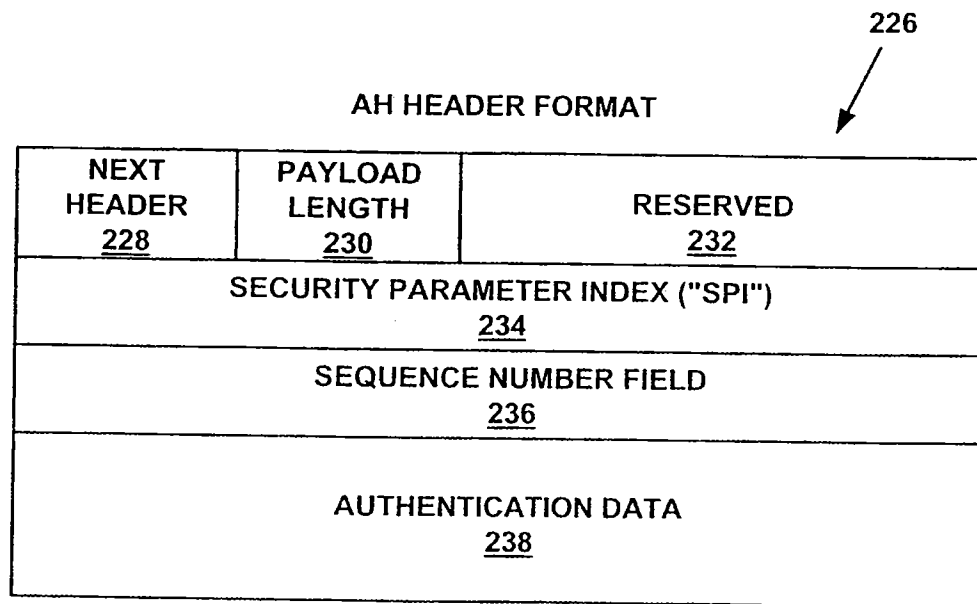 226
AH HEADER FORMAT
NEXT
HEADER
228
PAYLOAD
LENGTH
230
RESERVED
232
SECURITY PARAMETER INDEX ("SPI")
234
SEQUENCE NUMBER FIELD
236
AUTHENTICATION DATA
238